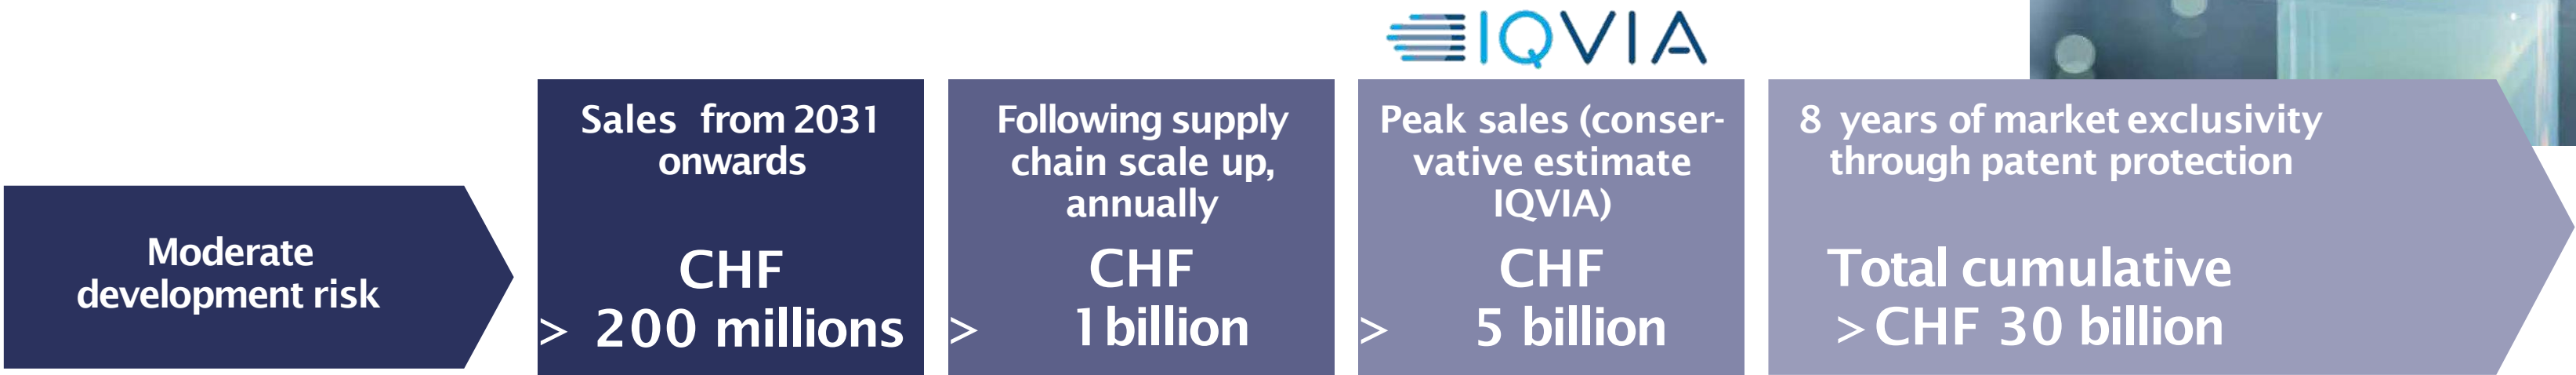 IQVIA
Moderate
development risk
Sales from 2031
onwards
CHF
> 200 millions
Following supply
chain scale up,
annually
CHF
> 1 billion
Peak sales (conser-
vative estimate
IQVIA)
CHF
> 5 billion
8 years of market exclusivity
through patent protection
Total cumulative
> CHF 30 billion